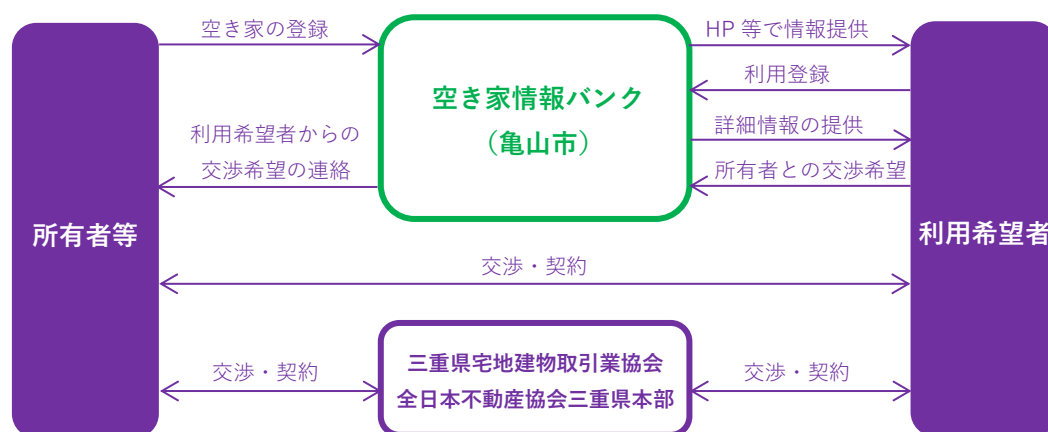 空き家の登録
HP 等で情報提供
利用登録
空き家情報バンク
（亀山市）
利用希望者からの
交渉希望の連絡
詳細情報の提供
所有者との交渉希望
所有者等
利用希望者
交渉・契約
三重県宅地建物取引業協会
全日本不動産協会三重県本部
交渉・契約
交渉・契約